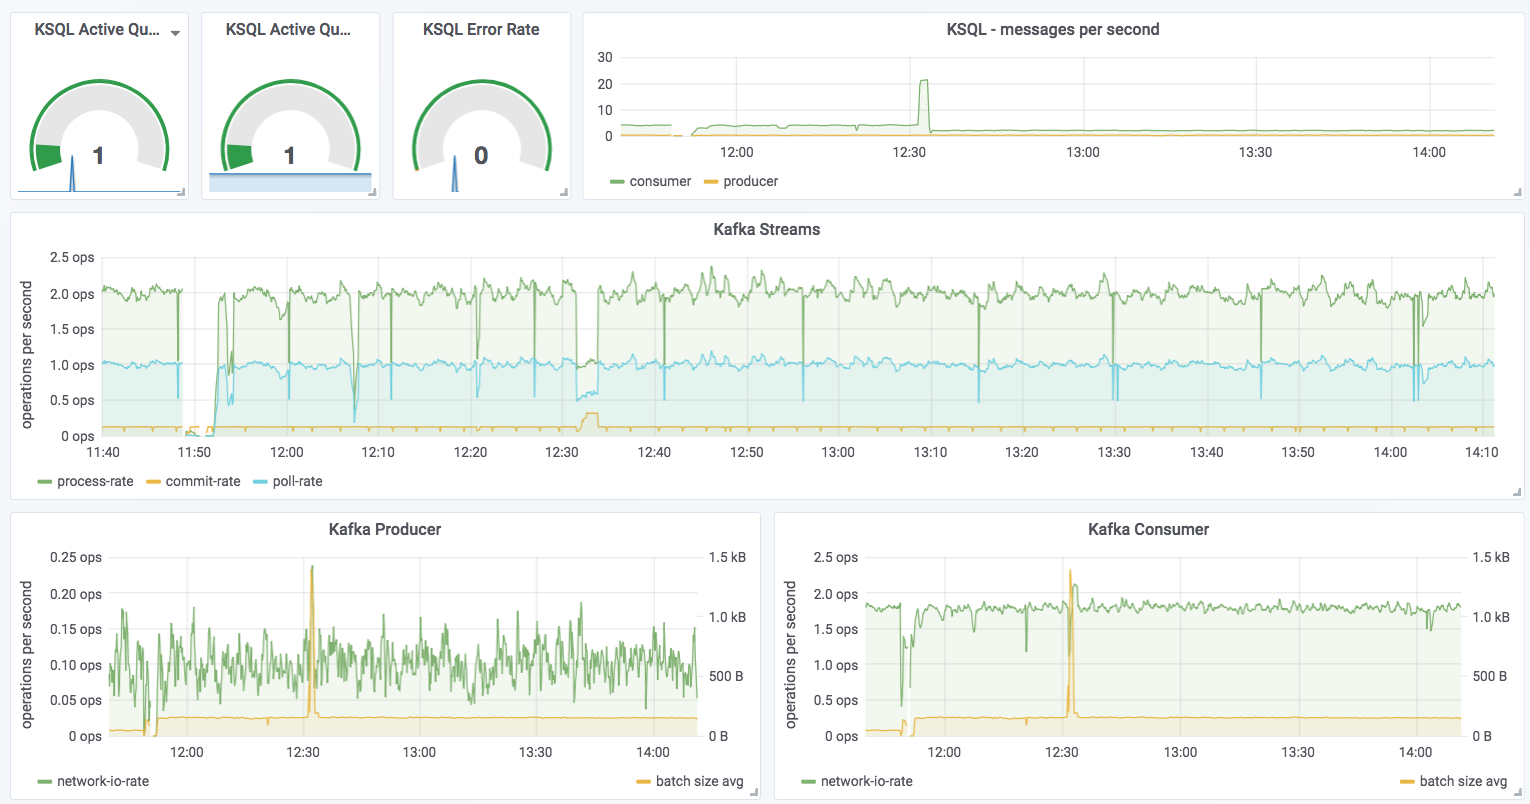 KSQL Active Qu...
KSQL Active Qu...
KSQL Error Rate
KSQL - messages per second
1
1
0
30
20
10
0
12:00 12:30 13:00 13:30 14:00
consumer producer
Kafka Streams
operations per second
2.5 ops
2.0 ops
1.5 ops
1.0 ops
0.5 ops
0 ops
11:40 11:50 12:00 12:10 12:20 12:30 12:40 12:50 13:00 13:10 13:20 13:30 13:40 13:50 14:00 14:10
process-rate commit-rate poll-rate
Kafka Producer
operations per second
0.25 ops
0.20 ops
0.15 ops
0.10 ops
0.05 ops
0 ops
1.5 kB
1.0 kB
500 B
0 B
12:00 12:30 13:00 13:30 14:00
network-io-rate batch size avg
Kafka Consumer
operations per second
2.5 ops
2.0 ops
1.5 ops
1.0 ops
0.5 ops
0 ops
1.5 kB
1.0 kB
500 B
0 B
12:00 12:30 13:00 13:30 14:00
network-io-rate batch size avg